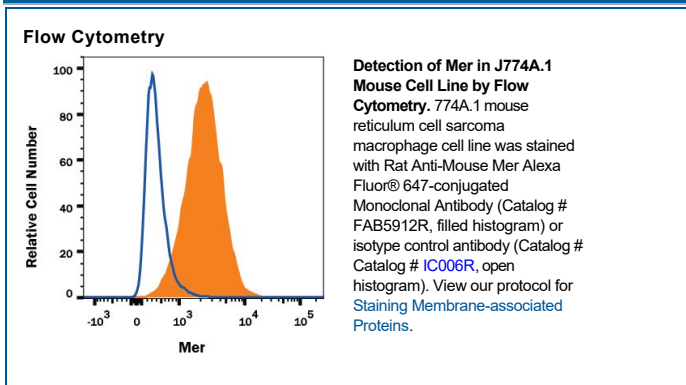 Flow Cytometry
100
80
60
40
20
0
Relative Cell Number
-10³ 0 10³ 10⁴ 10⁵
Mer
Detection of Mer in J774A.1
Mouse Cell Line by Flow
Cytometry. 774A.1 mouse
reticulum cell sarcoma
macrophage cell line was stained
with Rat Anti-Mouse Mer Alexa
Fluor® 647-conjugated
Monoclonal Antibody (Catalog #
FAB5912R, filled histogram) or
isotype control antibody (Catalog #
Catalog # IC006R, open
histogram). View our protocol for
Staining Membrane-associated
Proteins.